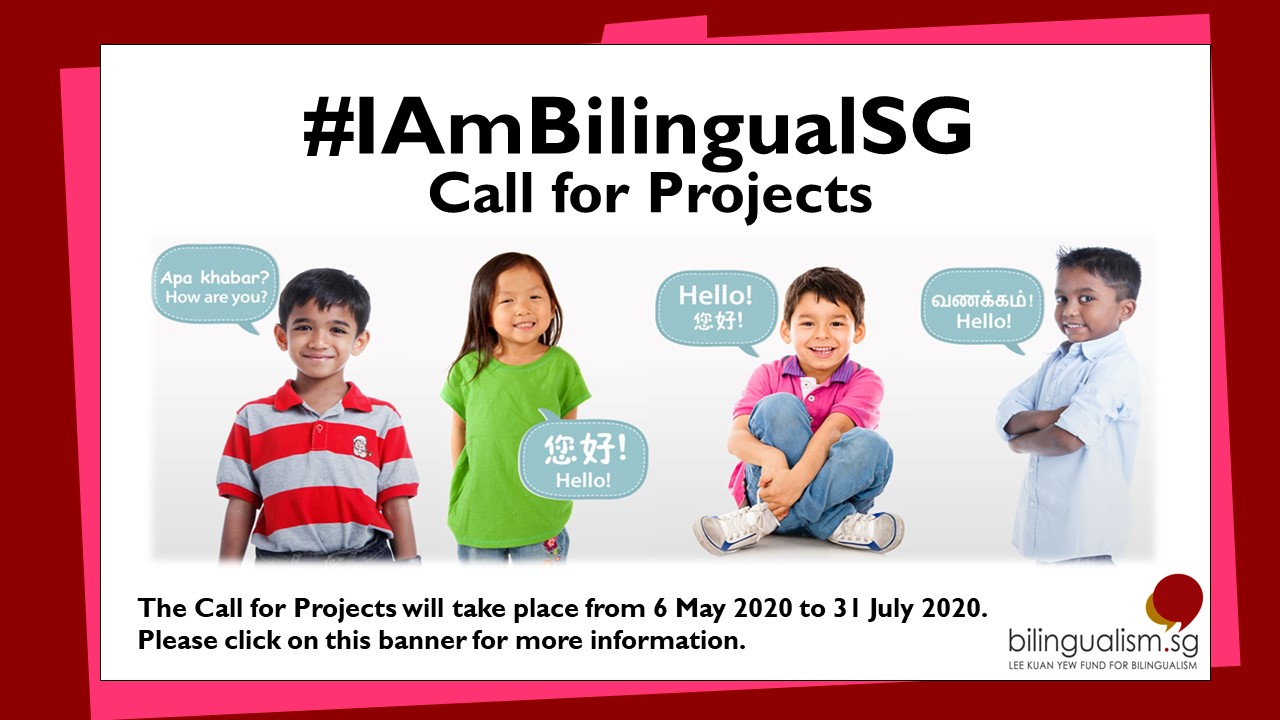 #IAmBilingualSG
Call for Projects
Apa khabar?
How are you?
您好!
Hello!
Hello!
您好!
வணக்கம்!
Hello!
The Call for Projects will take place from 6 May 2020 to 31 July 2020.
Please click on this banner for more information.
bilingualism.sg
LEE KUAN YEW FUND FOR BILINGUALISM